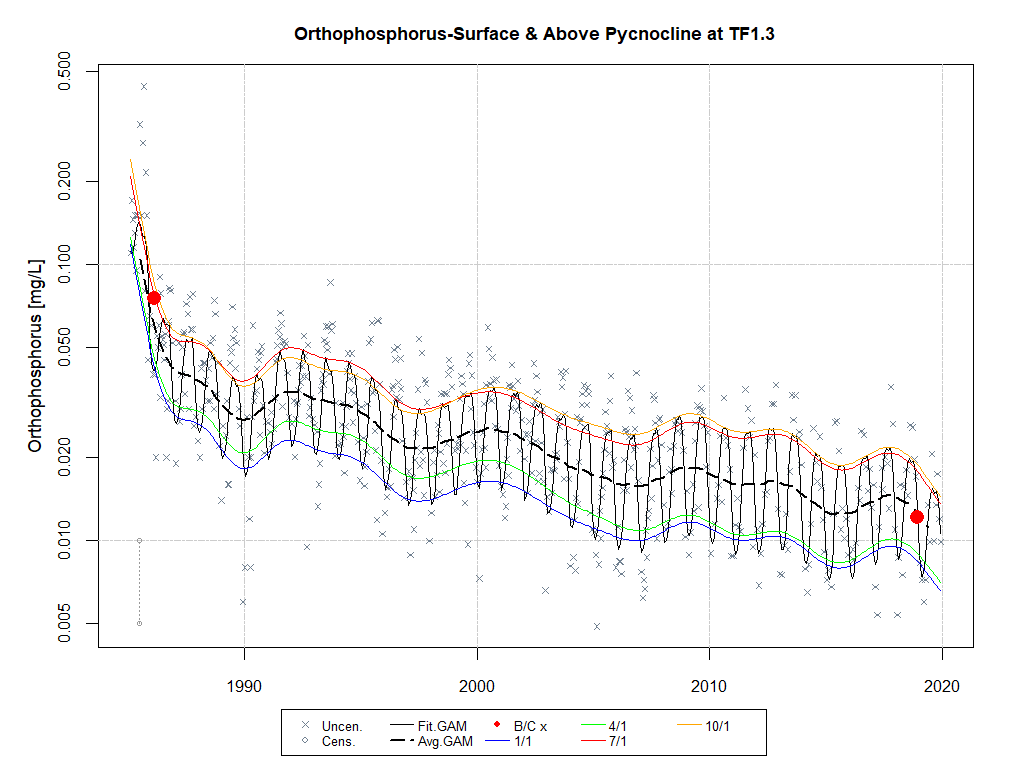 Orthophosphorus-Surface & Above Pycnocline at TF1.3
Orthophosphorus [mg/L]
0.500
0.200
0.100
0.050
0.020
0.010
0.005
1990 2000 2010 2020
Uncen. Fit.GAM B/C x 4/1 10/1
Cens. Avg.GAM 1/1 7/1